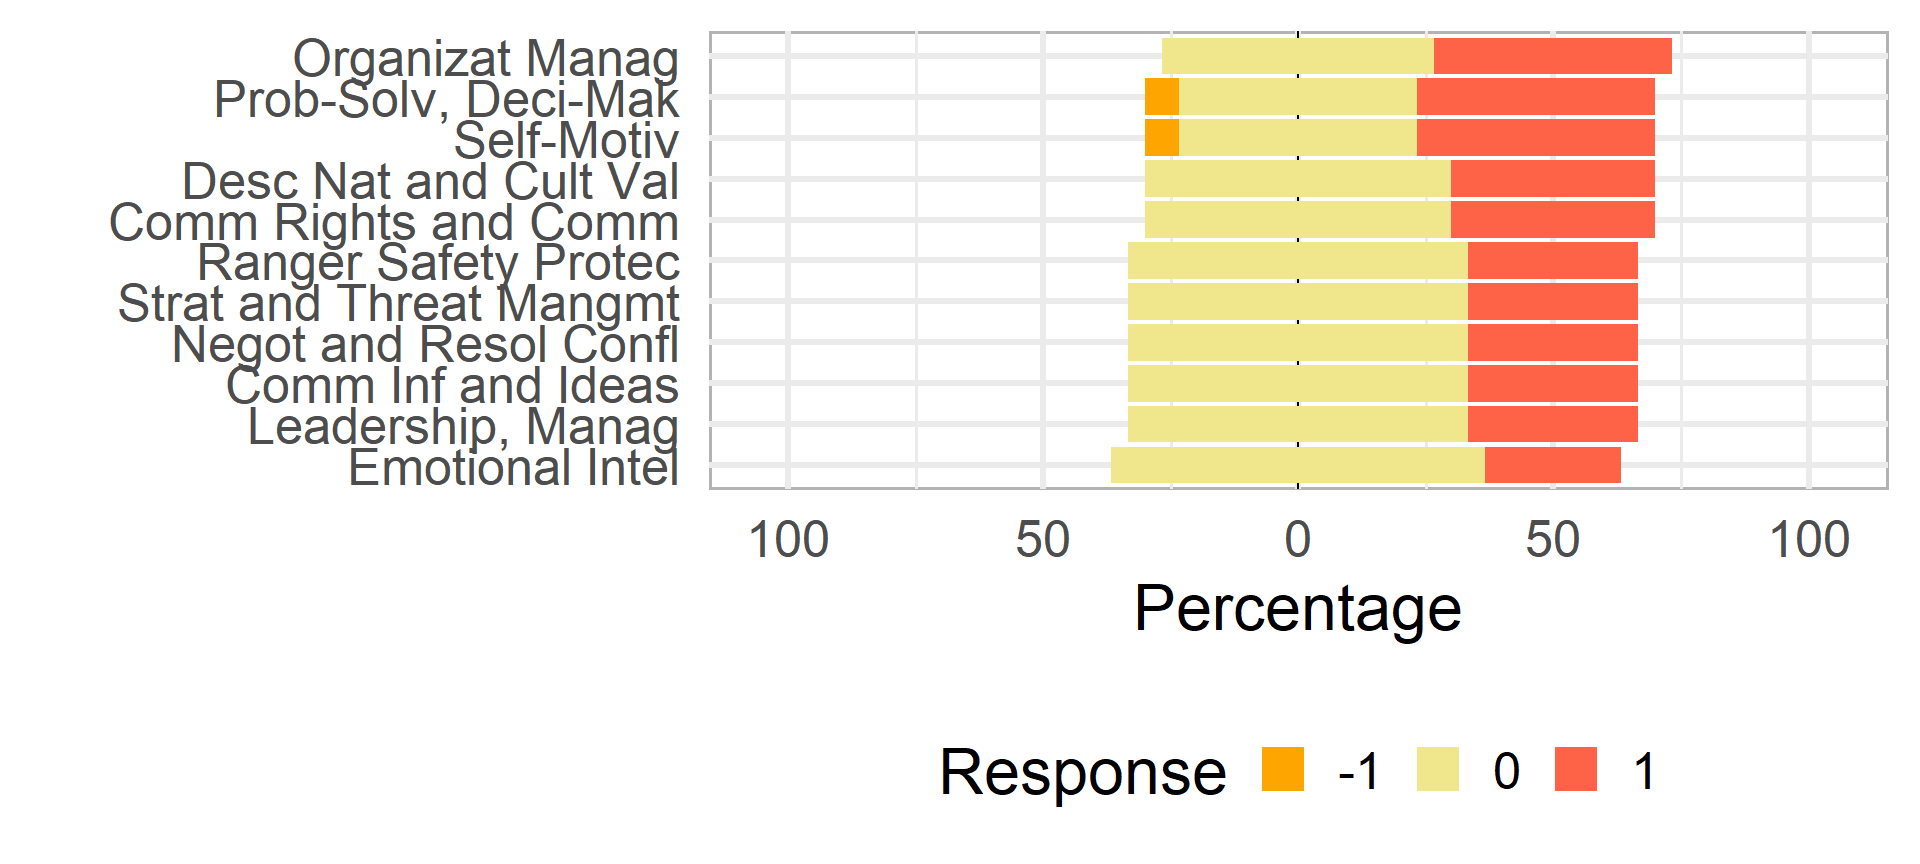 Organizat Manag
Prob-Solv, Deci-Mak
Self-Motiv
Desc Nat and Cult Val
Comm Rights and Comm
Ranger Safety Protec
Strat and Threat Mangmt
Negot and Resol Confl
Comm Inf and Ideas
Leadership, Manag
Emotional Intel
100 50 0 50 100
Percentage
Response -1 0 1